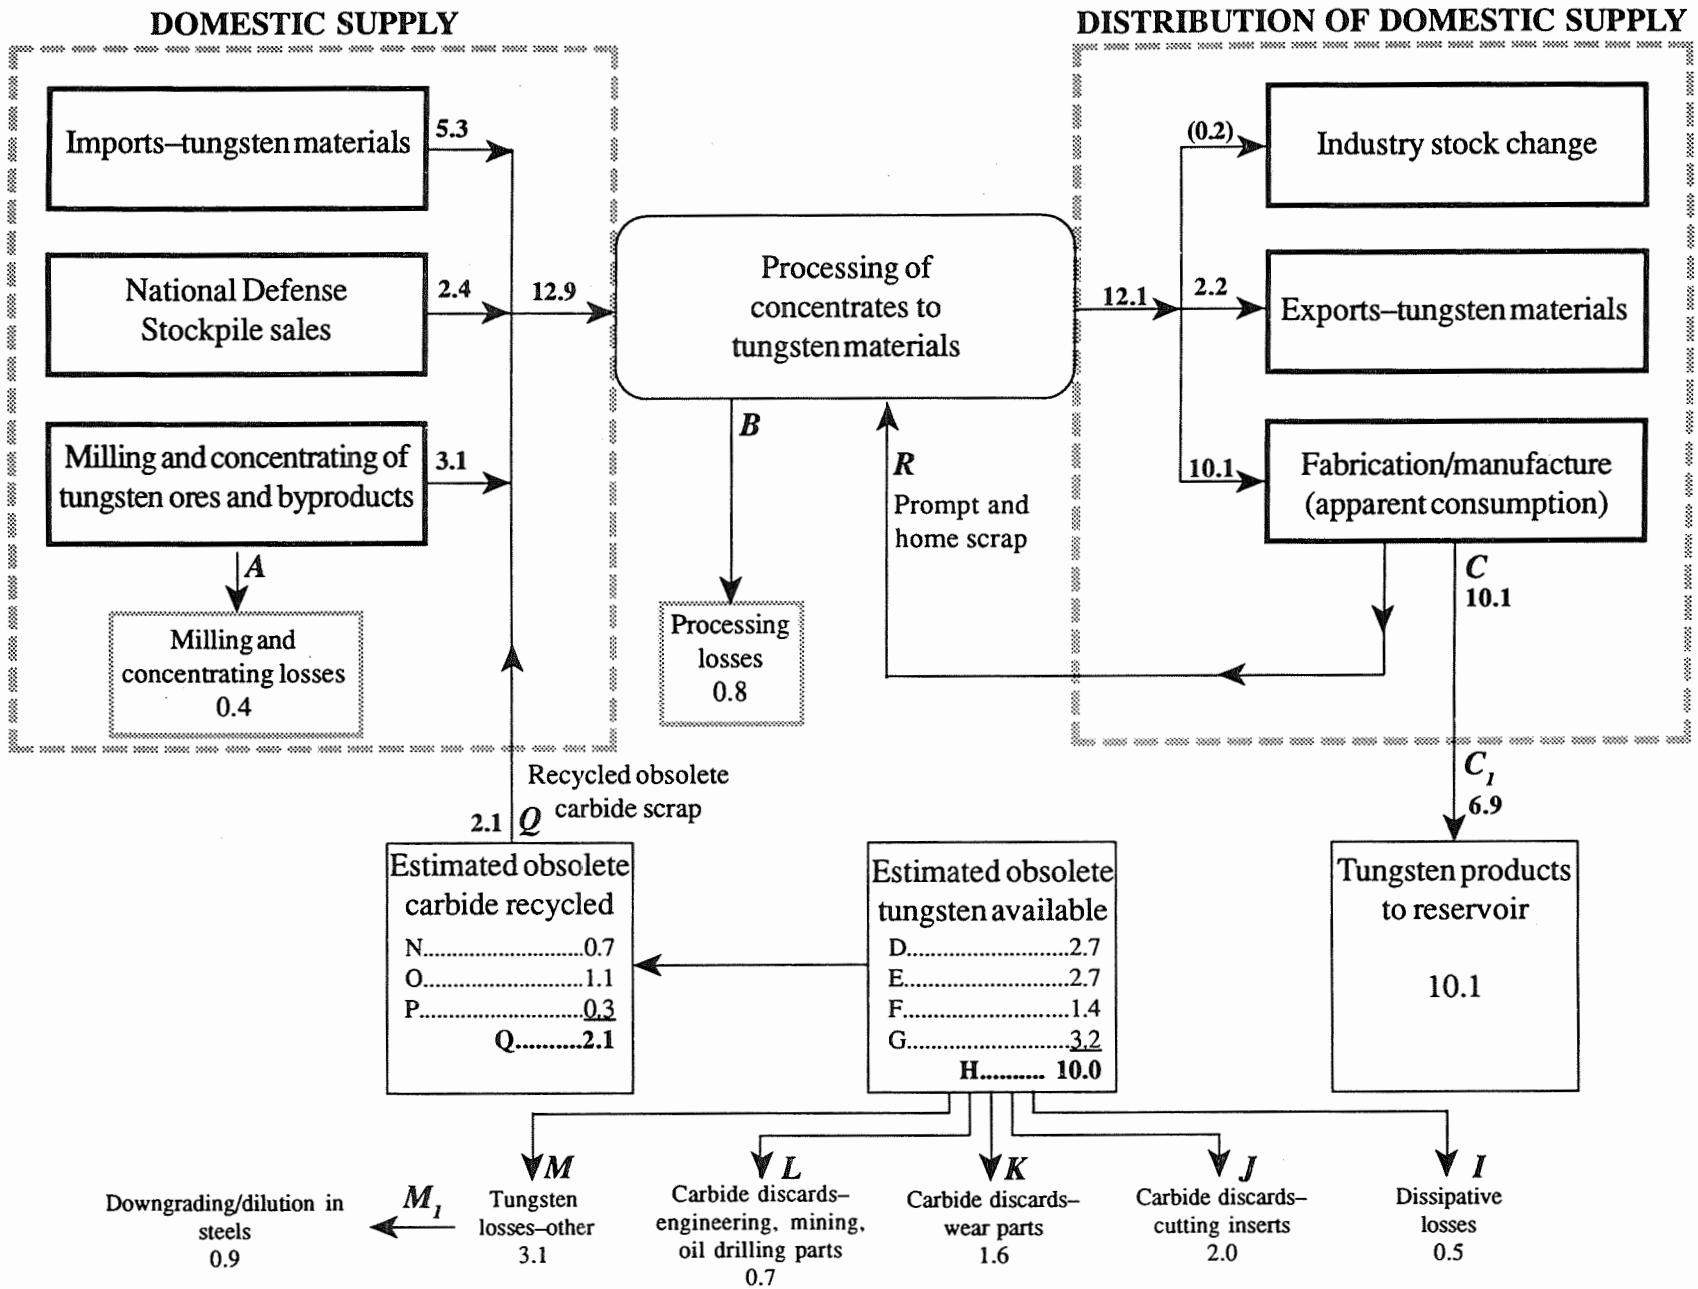 DOMESTIC SUPPLY
DISTRIBUTION OF DOMESTIC SUPPLY
Imports–tungsten materials
5.3
National Defense
Stockpile sales
2.4
12.9
Milling and concentrating of
tungsten ores and byproducts
3.1
A
Milling and
concentrating losses
0.4
Processing of
concentrates to
tungsten materials
B
Processing
losses
0.8
R
Prompt and
home scrap
12.1
(0.2)
Industry stock change
2.2
Exports–tungsten materials
10.1
Fabrication/manufacture
(apparent consumption)
C
10.1
C1
6.9
Tungsten products
to reservoir
10.1
Recycled obsolete
carbide scrap
2.1 Q
Estimated obsolete
carbide recycled
N..........................0.7
O..........................1.1
P..........................0.3
Q..........2.1
Estimated obsolete
tungsten available
D..........................2.7
E..........................2.7
F..........................1.4
G..........................3.2
H.......... 10.0
M
Tungsten
losses–other
3.1
M1
Downgrading/dilution in
steels
0.9
L
Carbide discards–
engineering, mining,
oil drilling parts
0.7
K
Carbide discards–
wear parts
1.6
J
Carbide discards–
cutting inserts
2.0
I
Dissipative
losses
0.5